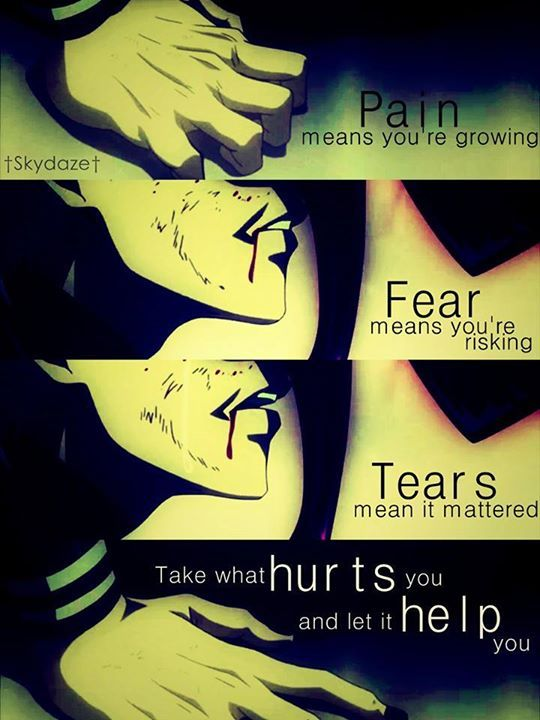 Pain
means you're growing
†Skydaze†
Fear
means you're
risking
Tears
mean it mattered
Take what hurts you
and let it help
you